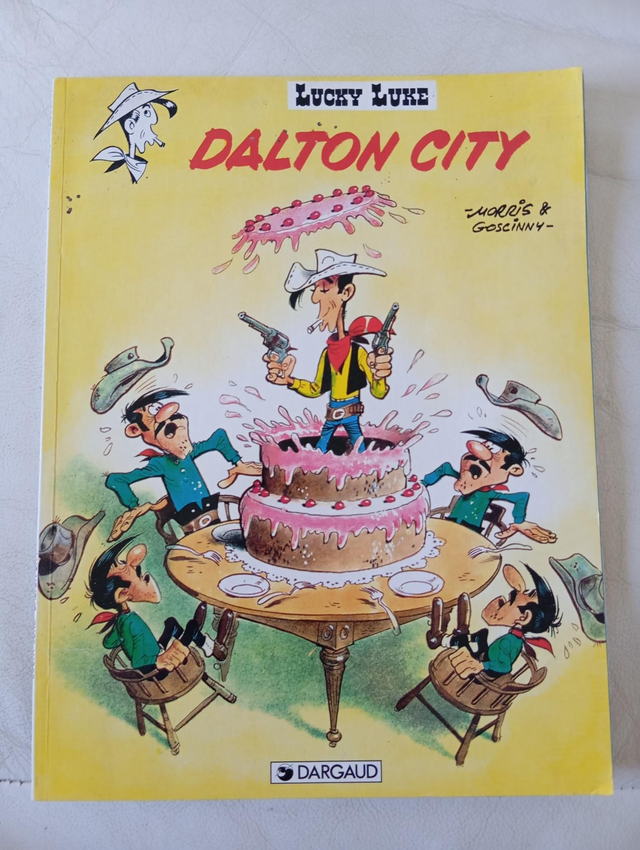 LUCKY LUKE
DALTON CITY
-MORRIS &
GOSCINNY-
DARGAUD